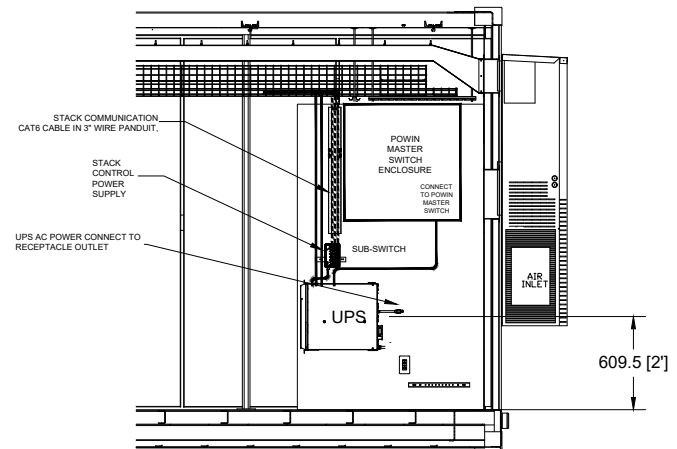 STACK COMMUNICATION
CAT6 CABLE IN 3" WIRE PANDUIT,
STACK
CONTROL
POWER
SUPPLY
UPS AC POWER CONNECT TO
RECEPTACLE OUTLET
POWIN
MASTER
SWITCH
ENCLOSURE
CONNECT
TO POWIN
MASTER
SWITCH
SUB-SWITCH
UPS
AIR
INLET
609.5 [2']